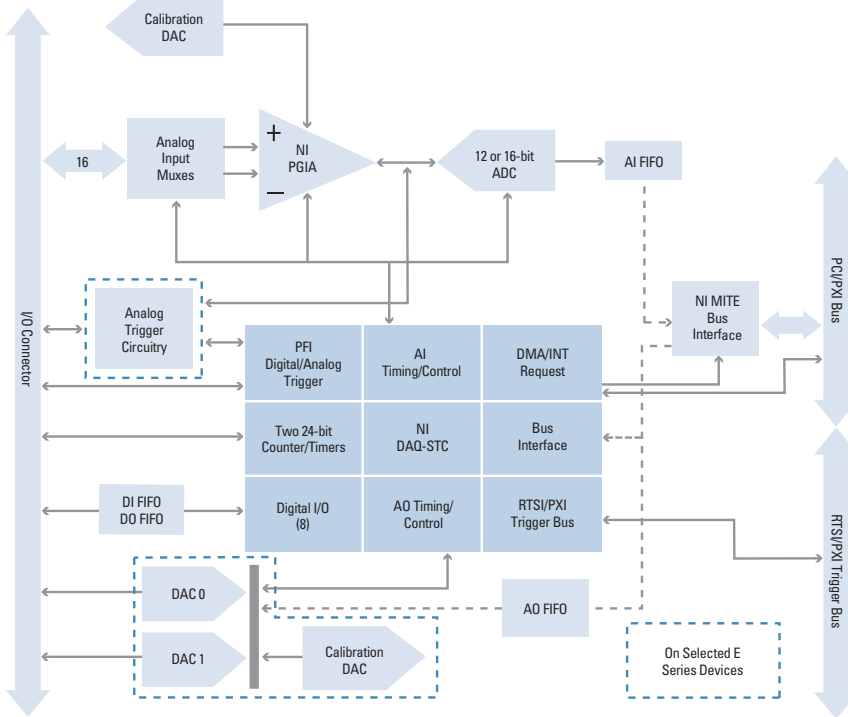 Calibration
DAC
16
Analog
Input
Muxes
+
NI
PGIA
—
12 or 16-bit
ADC
AI FIFO
PCI/PXI Bus
I/O Connector
Analog
Trigger
Circuitry
NI MITE
Bus
Interface
PFI
Digital/Analog
Trigger
AI
Timing/Control
DMA/INT
Request
Two 24-bit
Counter/Timers
NI
DAQ-STC
Bus
Interface
DI FIFO
DO FIFO
Digital I/O
(8)
AO Timing/
Control
RTSI/PXI
Trigger Bus
RTSI/PXI Trigger Bus
DAC 0
AO FIFO
DAC 1
Calibration
DAC
On Selected E
Series Devices